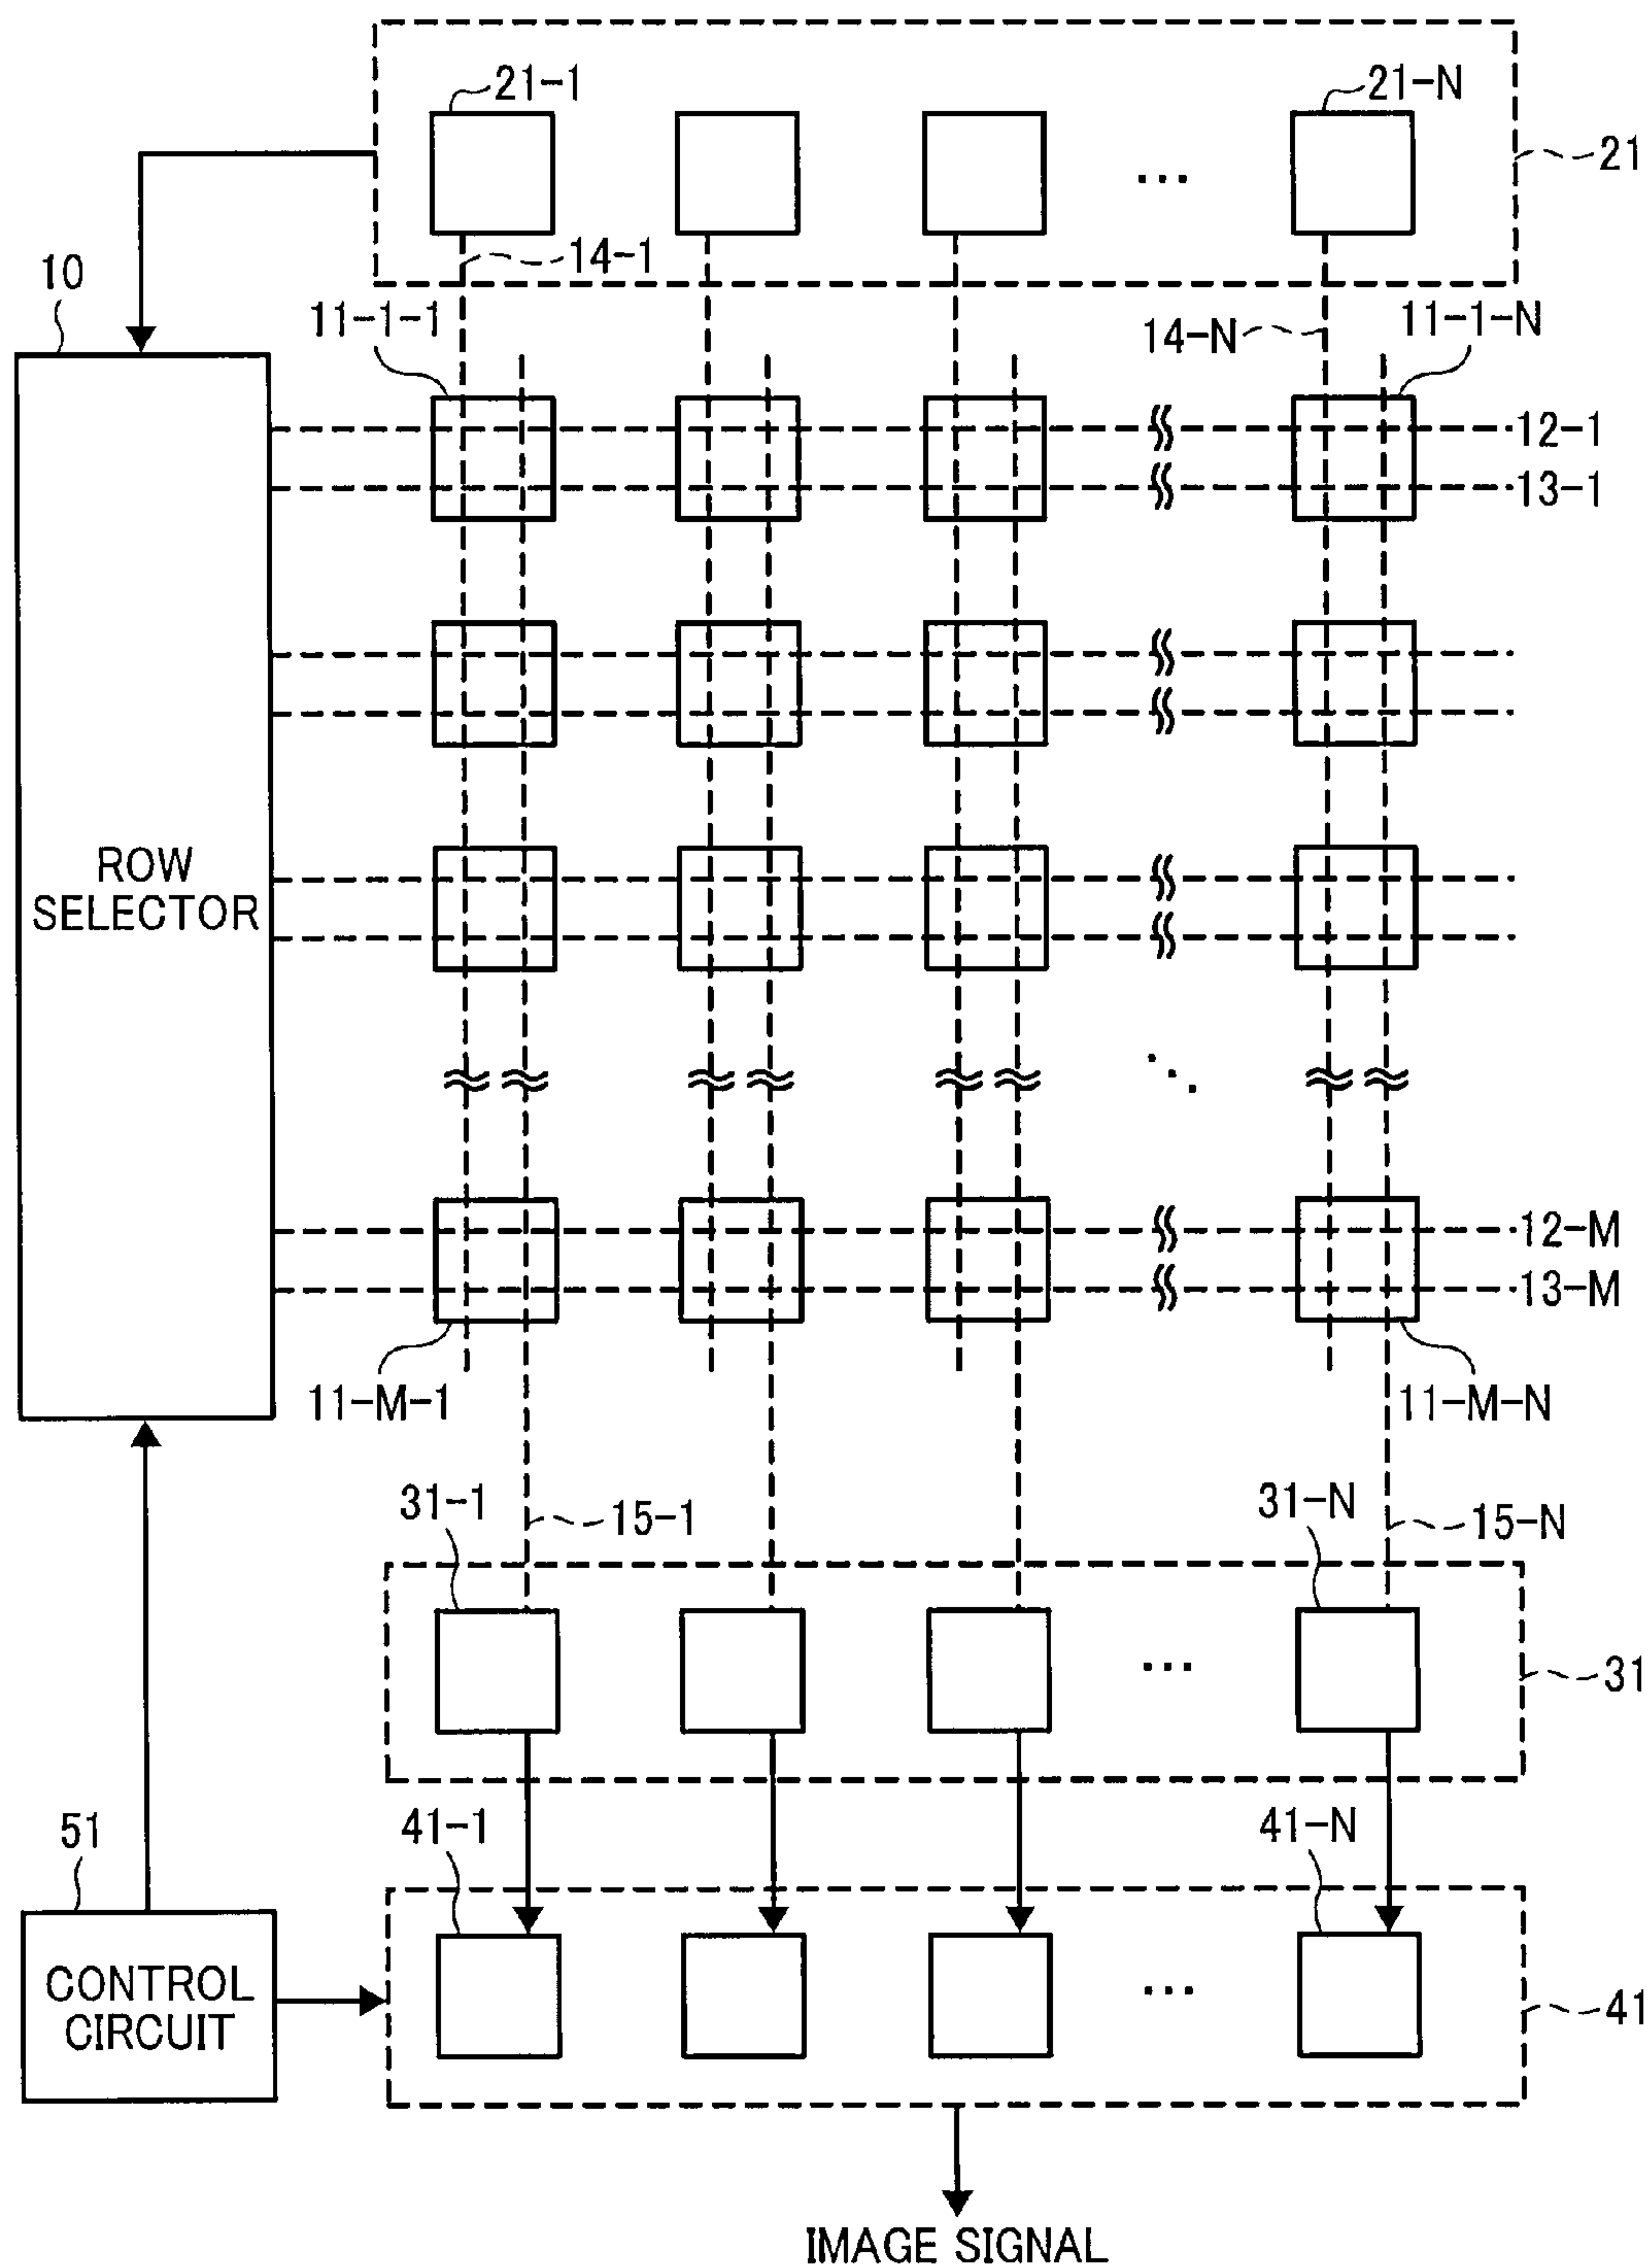 21-1
21-N
21
14-1
10
11-1-1
14-N
11-1-N
12-1
13-1
ROW
SELECTOR
12-M
13-M
11-M-1
11-M-N
31-1
15-1
31-N
15-N
31
51
41-1
41-N
CONTROL
CIRCUIT
41
IMAGE SIGNAL